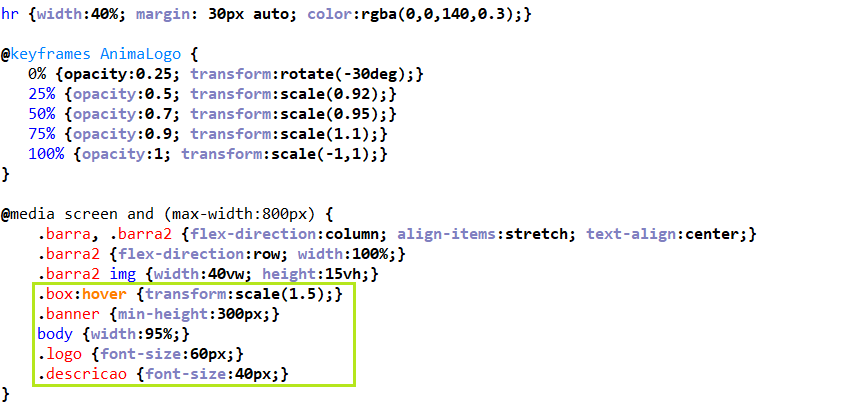 hr {width:40%; margin: 30px auto; color:rgba(0,0,140,0.3);}
@keyframes AnimaLogo {
0% {opacity:0.25; transform:rotate(-30deg);}
25% {opacity:0.5; transform:scale(0.92);}
50% {opacity:0.7; transform:scale(0.95);}
75% {opacity:0.9; transform:scale(1.1);}
100% {opacity:1; transform:scale(-1,1);}
}
@media screen and (max-width:800px) {
.barra, .barra2 {flex-direction:column; align-items:stretch; text-align:center;}
.barra2 {flex-direction:row; width:100%;}
.barra2 img {width:40vw; height:15vh;}
.box:hover {transform:scale(1.5);}
.banner {min-height:300px;}
body {width:95%;}
.logo {font-size:60px;}
.descricao {font-size:40px;}
}